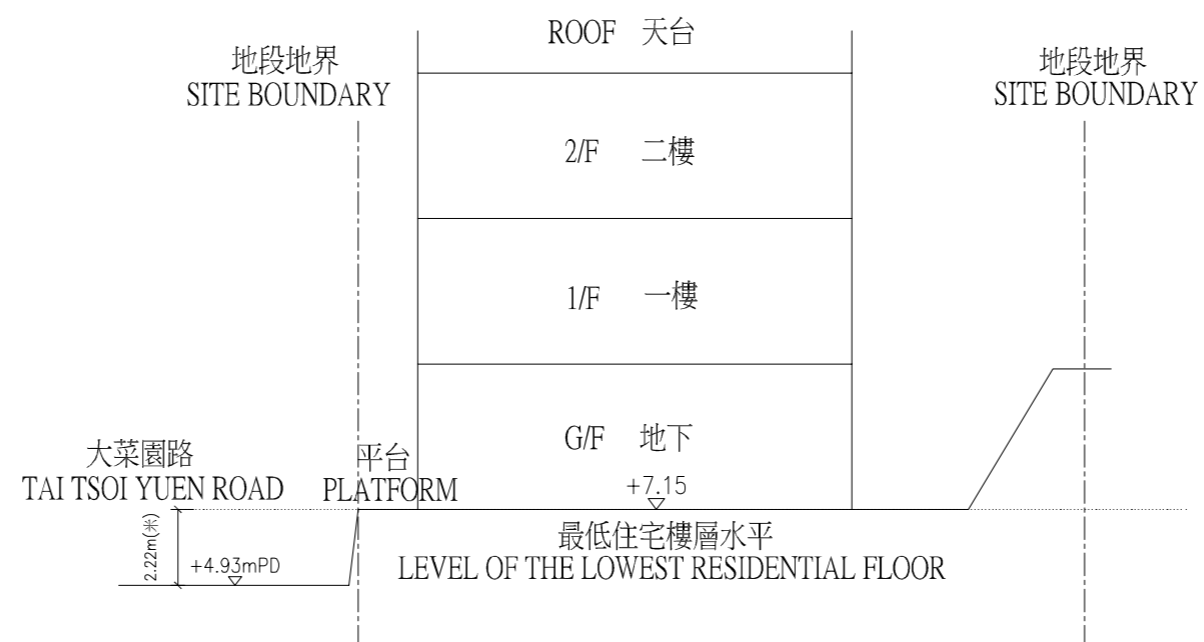 ROOF 天台
地段地界
SITE BOUNDARY
地段地界
SITE BOUNDARY
2/F 二樓
1/F 一樓
G/F 地下
+7.15
大菜園路
TAI TSOI YUEN ROAD
平台
PLATFORM
2.22m(米)
+4.93mPD
最低住宅樓層水平
LEVEL OF THE LOWEST RESIDENTIAL FLOOR